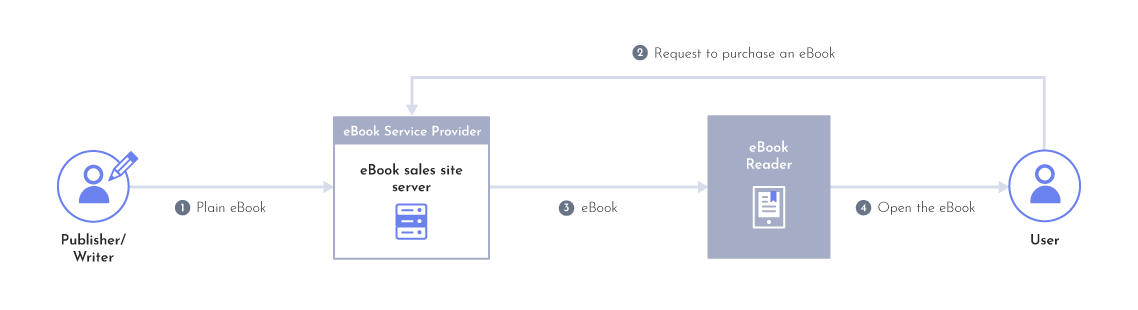 2 Request to purchase an eBook
eBook Service Provider
eBook sales site
server
eBook
Reader
1 Plain eBook
3 eBook
4 Open the eBook
Publisher/
Writer
User